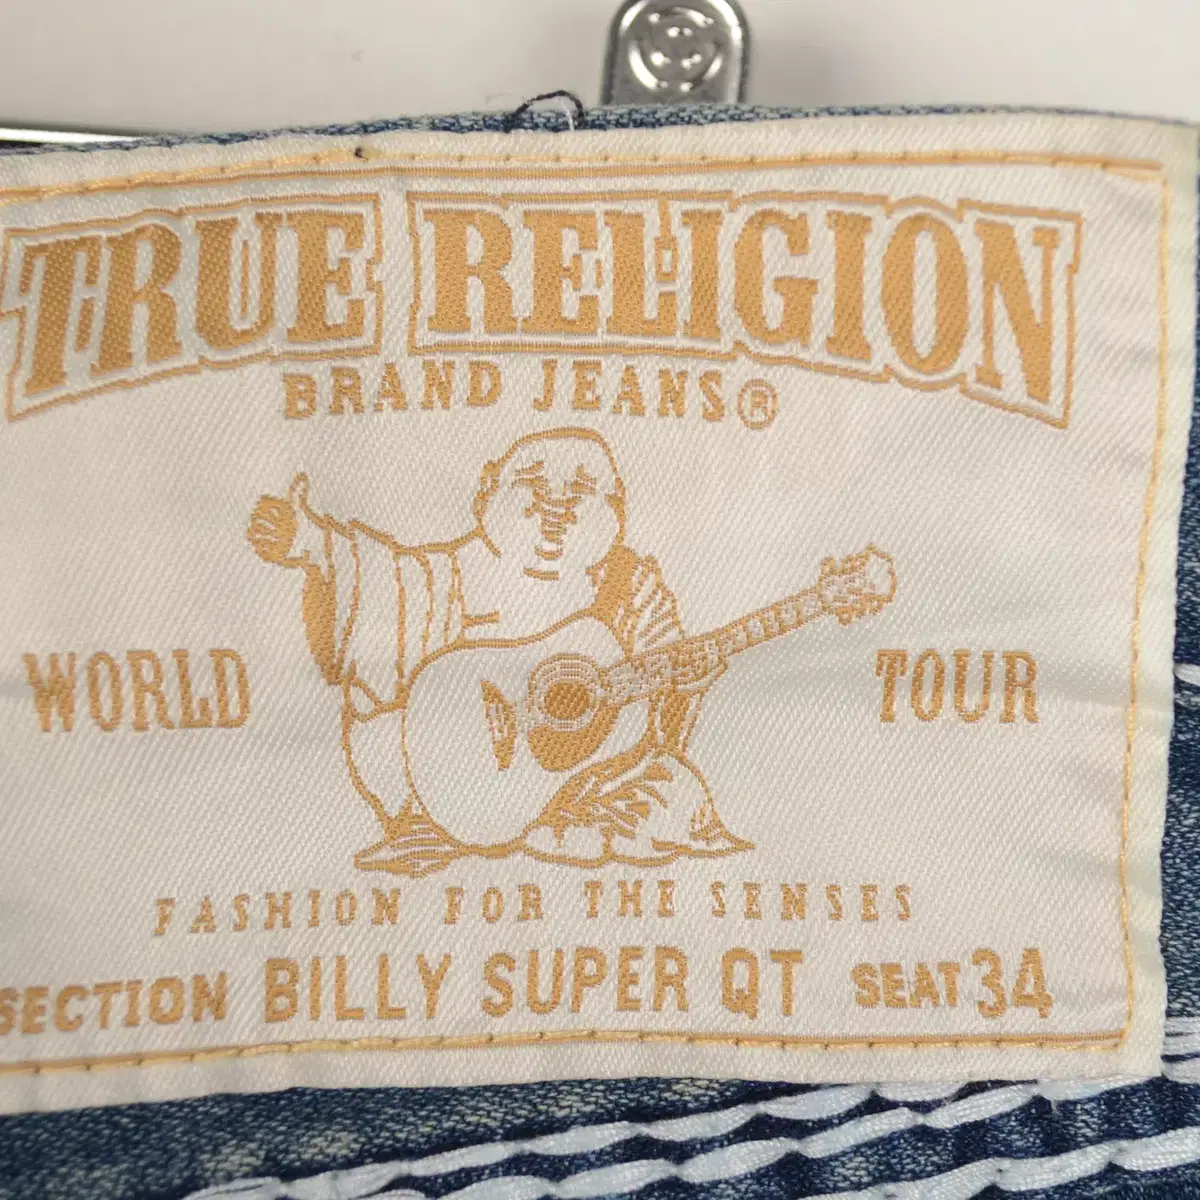 TRUE RELIGION
BRAND JEANS®
WORLD TOUR
FASHION FOR THE SENSES
SECTION BILLY SUPER QT SEAT 34